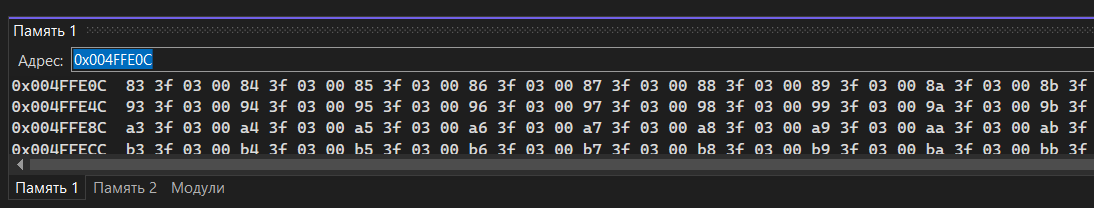 Память 1
Адрес: 0x004FFE0C
0x004FFE0C 83 3f 03 00 84 3f 03 00 85 3f 03 00 86 3f 03 00 87 3f 03 00 88 3f 03 00 89 3f 03 00 8a 3f 03 00 8b 3f
0x004FFE4C 93 3f 03 00 94 3f 03 00 95 3f 03 00 96 3f 03 00 97 3f 03 00 98 3f 03 00 99 3f 03 00 9a 3f 03 00 9b 3f
0x004FFE8C a3 3f 03 00 a4 3f 03 00 a5 3f 03 00 a6 3f 03 00 a7 3f 03 00 a8 3f 03 00 a9 3f 03 00 aa 3f 03 00 ab 3f
0x004FFECC b3 3f 03 00 b4 3f 03 00 b5 3f 03 00 b6 3f 03 00 b7 3f 03 00 b8 3f 03 00 b9 3f 03 00 ba 3f 03 00 bb 3f
Память 1 Память 2 Модули